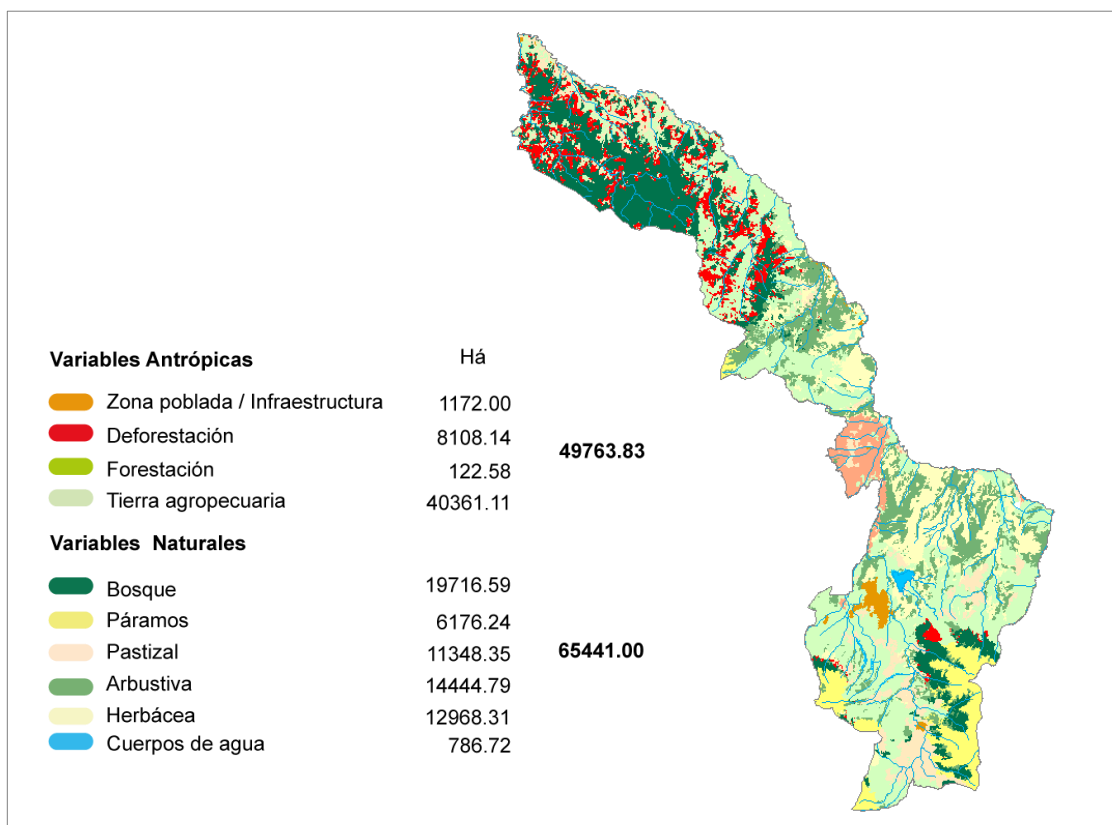 Variables Antrópicas Há
Zona poblada / Infraestructura 1172.00
Deforestación 8108.14
49763.83
Forestación 122.58
Tierra agropecuaria 40361.11
Variables Naturales
Bosque 19716.59
Páramos 6176.24
Pastizal 11348.35
65441.00
Arbustiva 14444.79
Herbácea 12968.31
Cuerpos de agua 786.72